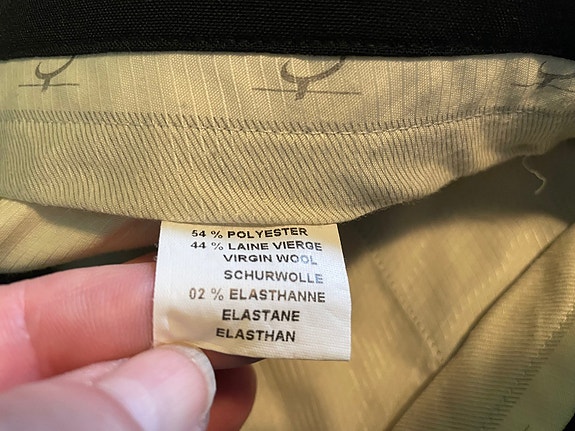 54 % POLYESTER
44 % LAINE VIERGE
VIRGIN WOOL
SCHURWOLLE
02 % ELASTHANNE
ELASTANE
ELASTHAN